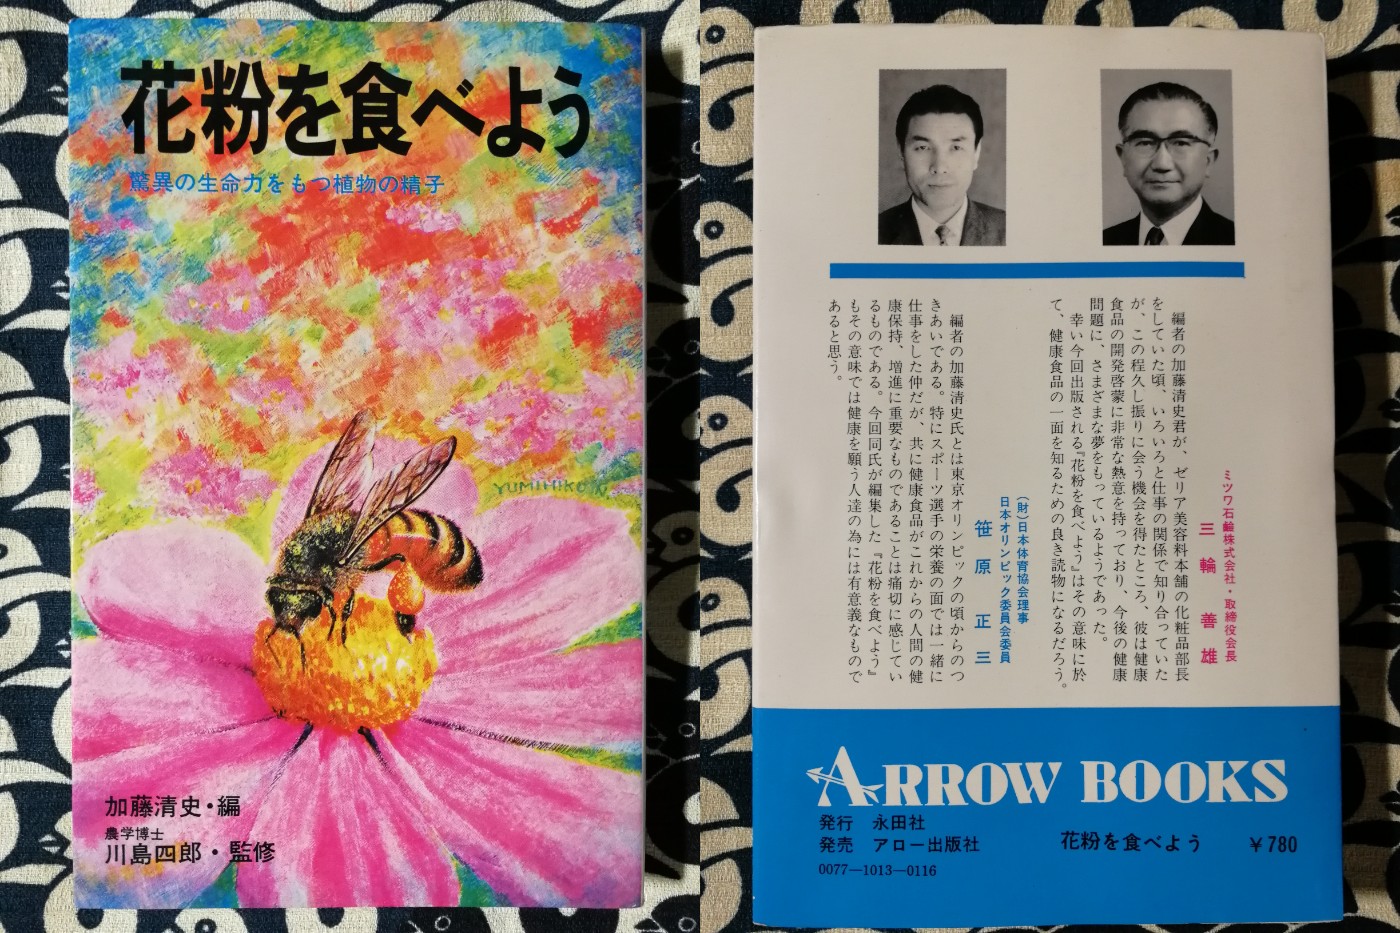 花粉を食べよう
驚異の生命力をもつ植物の精子
YUMIHIKO.N.
加藤清史・編
農学博士
川島四郎・監修
ミツワ石鹸株式会社・取締役会長
三輪善雄
編者の加藤清史君が、ゼリア美容料本舗の化粧品部長
をしていた頃、いろいろと仕事の関係で知り合っていた
が、この程久し振りに会う機会を得たところ、彼は健康
食品の開発啓蒙に非常な熱意を持っており、今後の健康
問題に、さまざまな夢をもっているようであった。
幸い今回出版される『花粉を食べよう』はその意味に於
て、健康食品の一面を知るための良き読物になるだろう。
(財)日本体育協会理事
日本オリンピック委員会委員
笹原正三
編者の加藤清史氏とは東京オリンピックの頃からのつ
きあいである。特にスポーツ選手の栄養の面では一緒に
仕事をした仲だが、共に健康食品がこれからの人間の健
康保持、増進に重要なものであることは痛切に感じてい
るものである。今回同氏が編集した『花粉を食べよう』
もその意味では健康を願う人達の為には有意義なもので
あると思う。
ARROW BOOKS
発行 永田社
発売 アロー出版社
花粉を食べよう ￥780
0077―1013―0116